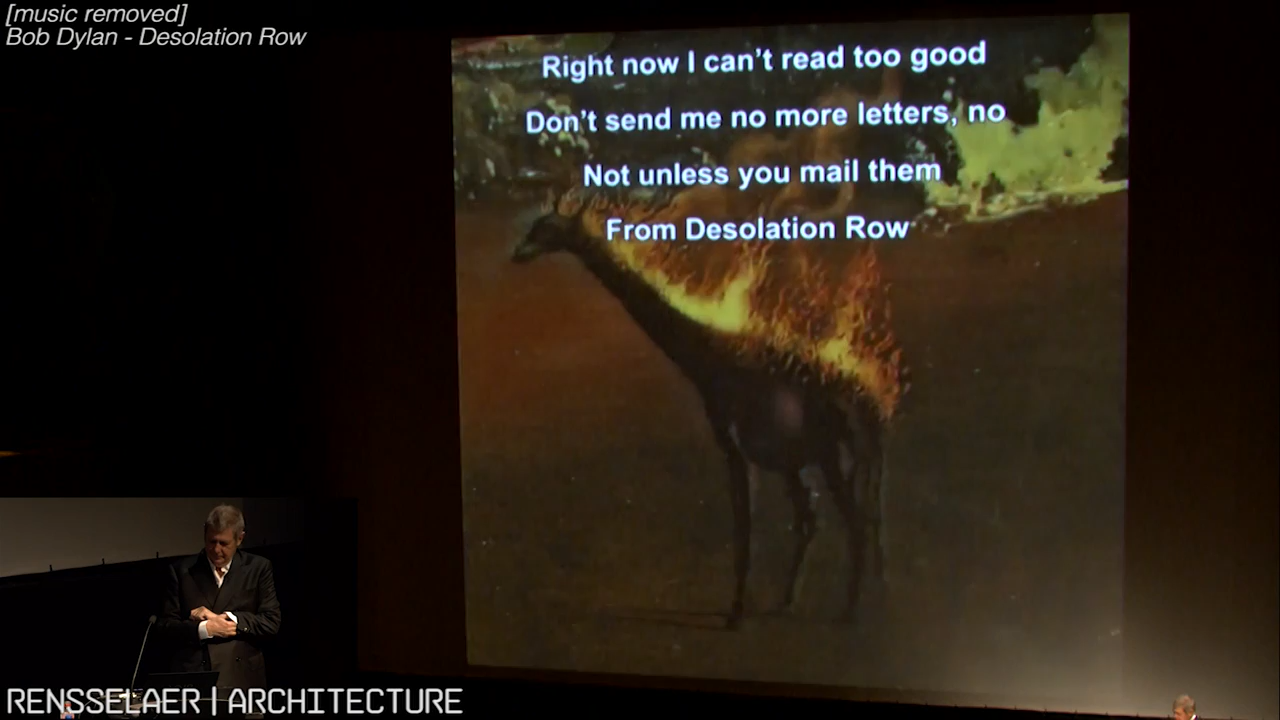 [music removed]
Bob Dylan - Desolation Row
Right now I can't read too good
Don't send me no more letters, no
Not unless you mail them
From Desolation Row
RENSSELAER | ARCHITECTURE